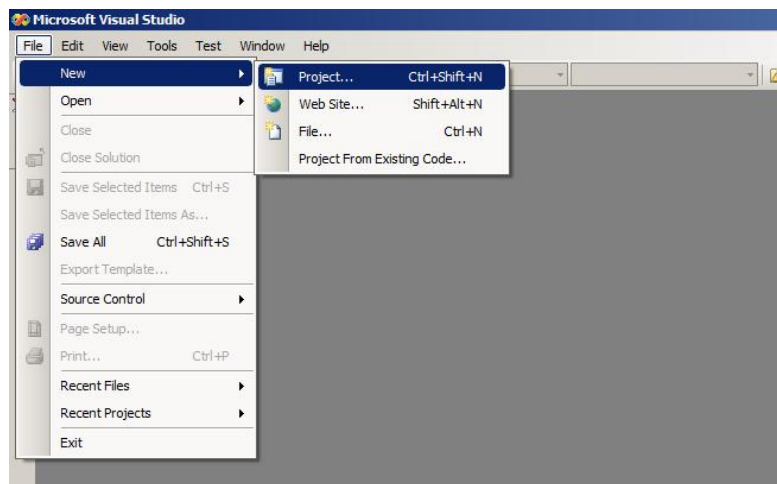 Microsoft Visual Studio
File Edit View Tools Test Window Help
New
Project... Ctrl+Shift+N
Open
Web Site... Shift+Alt+N
Close
File... Ctrl+N
Close Solution
Project From Existing Code...
Save Selected Items Ctrl+S
Save Selected Items As...
Save All Ctrl+Shift+S
Export Template...
Source Control
Page Setup...
Print... Ctrl+P
Recent Files
Recent Projects
Exit